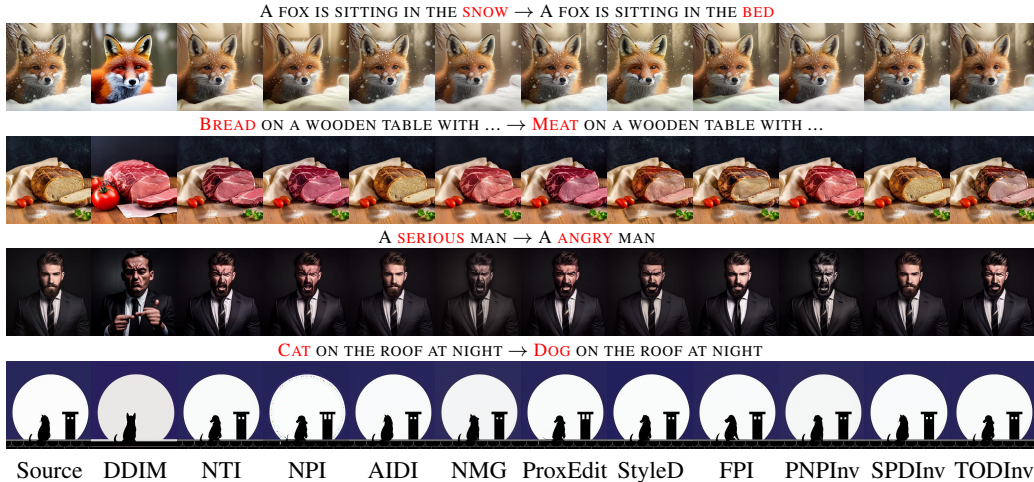 A FOX IS SITTING IN THE SNOW → A FOX IS SITTING IN THE BED
BREAD ON A WOODEN TABLE WITH ... → MEAT ON A WOODEN TABLE WITH ...
A SERIOUS MAN → A ANGRY MAN
CAT ON THE ROOF AT NIGHT → DOG ON THE ROOF AT NIGHT
Source DDIM NTI NPI AIDI NMG ProxEdit StyleD FPI PNPInv SPDInv TODInv